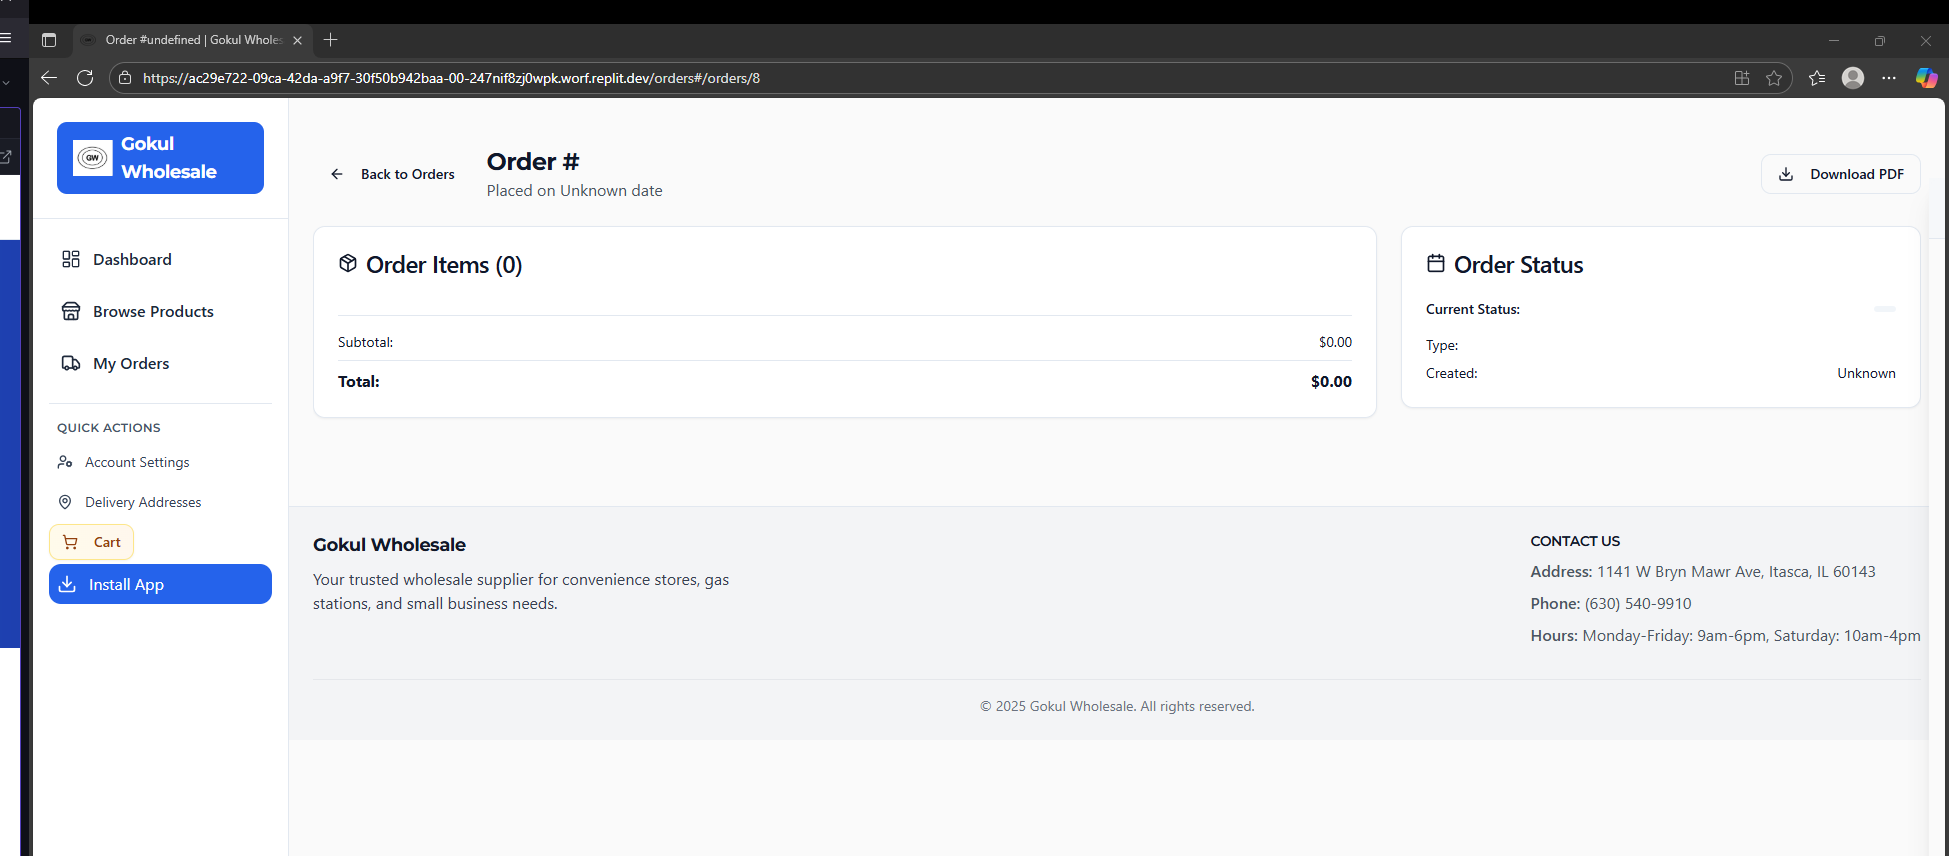 Order #undefined | Gokul Wholes
https://ac29e722-09ca-42da-a9f7-30f50b942baa-00-247nif8zj0wpk.worf.replit.dev/orders#/orders/8
GW
Gokul
Wholesale
Dashboard
Browse Products
My Orders
QUICK ACTIONS
Account Settings
Delivery Addresses
Cart
Install App
Back to Orders
Order #
Placed on Unknown date
Download PDF
Order Items (0)
Subtotal: $0.00
Total: $0.00
Order Status
Current Status:
Type:
Created: Unknown
Gokul Wholesale
Your trusted wholesale supplier for convenience stores, gas
stations, and small business needs.
CONTACT US
Address: 1141 W Bryn Mawr Ave, Itasca, IL 60143
Phone: (630) 540-9910
Hours: Monday-Friday: 9am-6pm, Saturday: 10am-4pm
© 2025 Gokul Wholesale. All rights reserved.